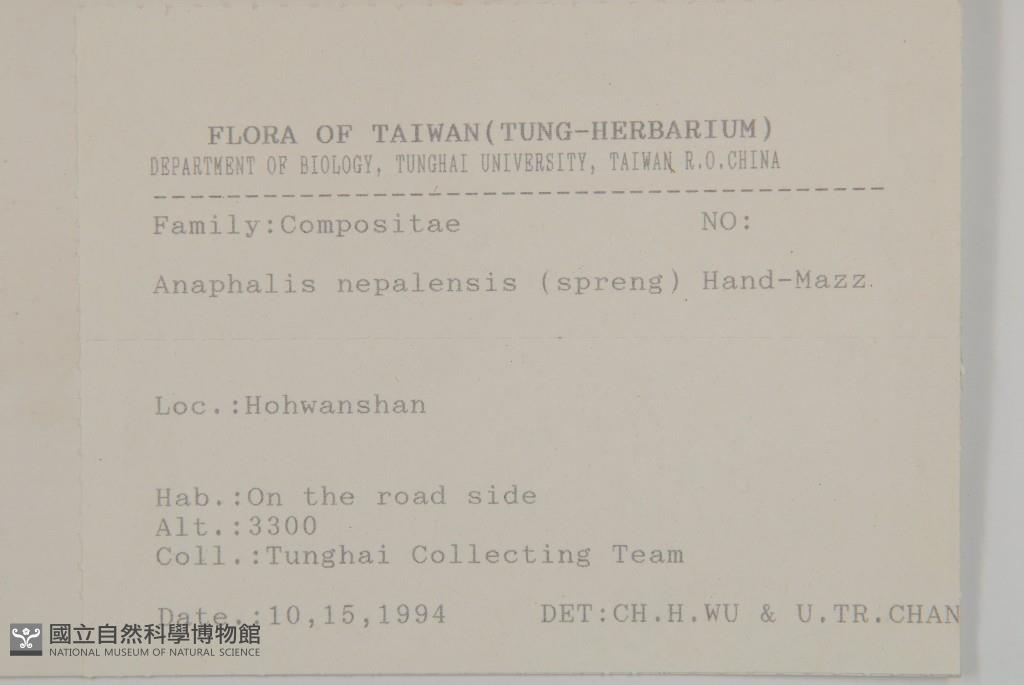 FLORA OF TAIWAN(TUNG-HERBARIUM)
DEPARTMENT OF BIOLOGY, TUNGHAI UNIVERSITY, TAIWAN R.O.CHINA
Family:Compositae NO:
Anaphalis nepalensis (spreng) Hand-Mazz.
Loc.:Hohwanshan
Hab.:On the road side
Alt.:3300
Coll.:Tunghai Collecting Team
Date.:10,15,1994 DET:CH.H.WU & U.TR.CHAN
國立自然科學博物館
NATIONAL MUSEUM OF NATURAL SCIENCE